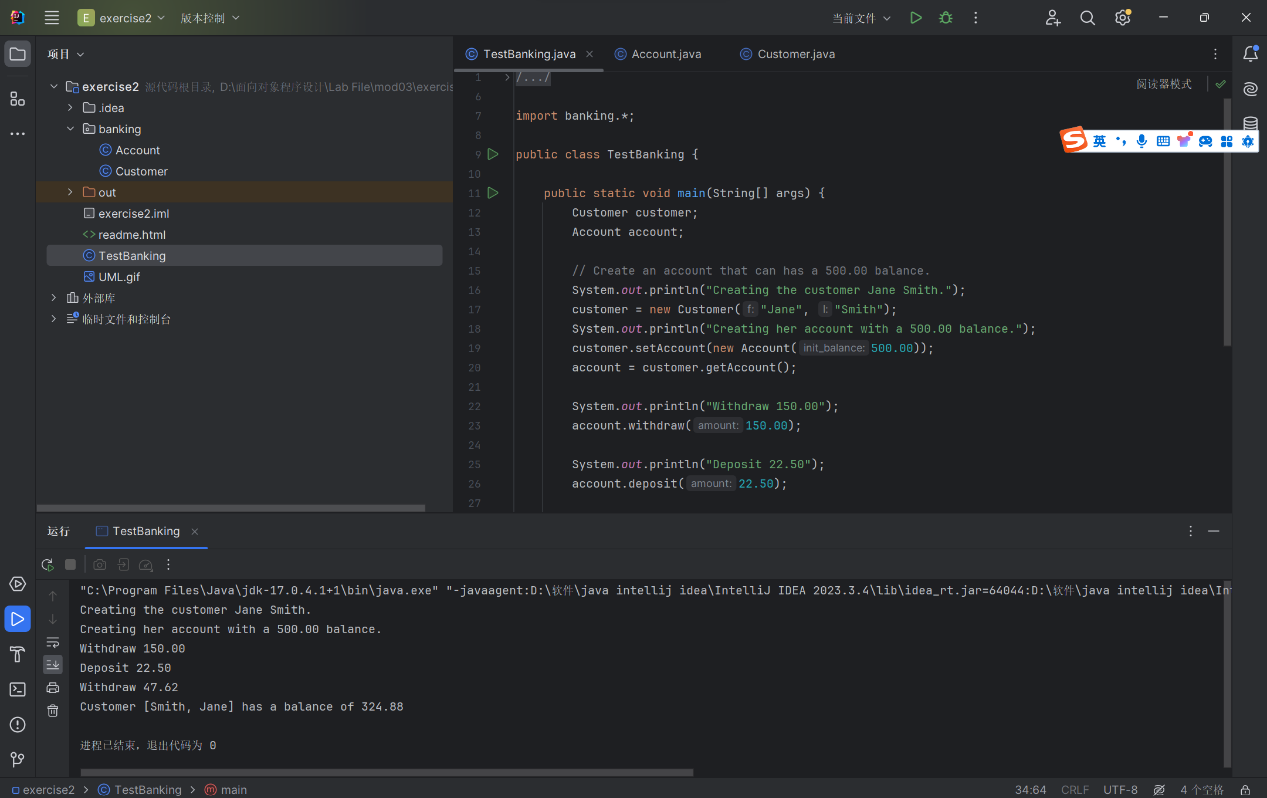 E exercise2 版本控制 当前文件
项目
TestBanking.java Account.java Customer.java
exercise2 源代码根目录, D:\面向对象程序设计\Lab File\mod03\exercis
.idea
banking
Account
Customer
out
exercise2.iml
readme.html
TestBanking
UML.gif
外部库
临时文件和控制台
阅读器模式
英
1 /.../
6
7 import banking.*;
8
9 public class TestBanking {
10
11 public static void main(String[] args) {
12 Customer customer;
13 Account account;
14
15 // Create an account that can has a 500.00 balance.
16 System.out.println("Creating the customer Jane Smith.");
17 customer = new Customer( f: "Jane", l: "Smith");
18 System.out.println("Creating her account with a 500.00 balance.");
19 customer.setAccount(new Account( init_balance: 500.00));
20 account = customer.getAccount();
21
22 System.out.println("Withdraw 150.00");
23 account.withdraw( amount: 150.00);
24
25 System.out.println("Deposit 22.50");
26 account.deposit( amount: 22.50);
27
运行 TestBanking
"C:\Program Files\Java\jdk-17.0.4.1+1\bin\java.exe" "-javaagent:D:\软件\java intellij idea\IntelliJ IDEA 2023.3.4\lib\idea_rt.jar=64044:D:\软件\java intellij idea\Int
Creating the customer Jane Smith.
Creating her account with a 500.00 balance.
Withdraw 150.00
Deposit 22.50
Withdraw 47.62
Customer [Smith, Jane] has a balance of 324.88
进程已结束，退出代码为 0
exercise2 > TestBanking > main 34:64 CRLF UTF-8 4 个空格